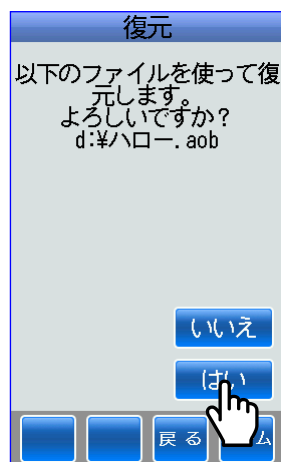 復元
以下のファイルを使って復
元します。
よろしいですか?
d:¥ハロー.aob
いいえ
はい
戻る
ム